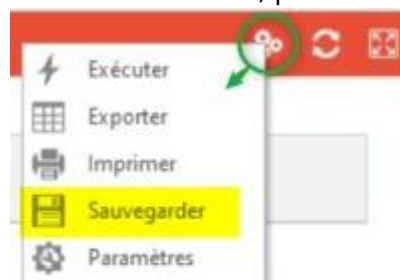 Exécuter
Exporter
Imprimer
Sauvegarder
Paramètres